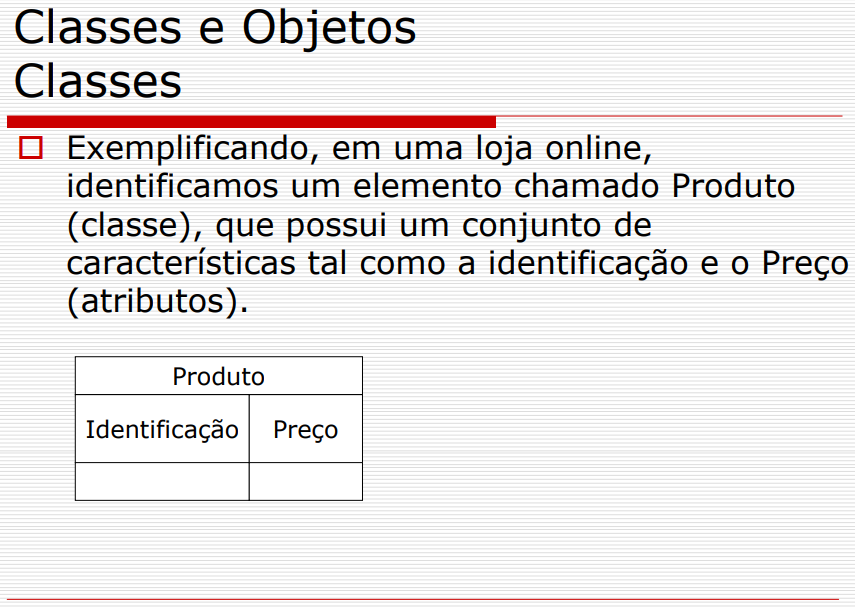 Classes e Objetos
Classes
Exemplificando, em uma loja online,
identificamos um elemento chamado Produto
(classe), que possui um conjunto de
características tal como a identificação e o Preço
(atributos).
Produto
Identificação Preço